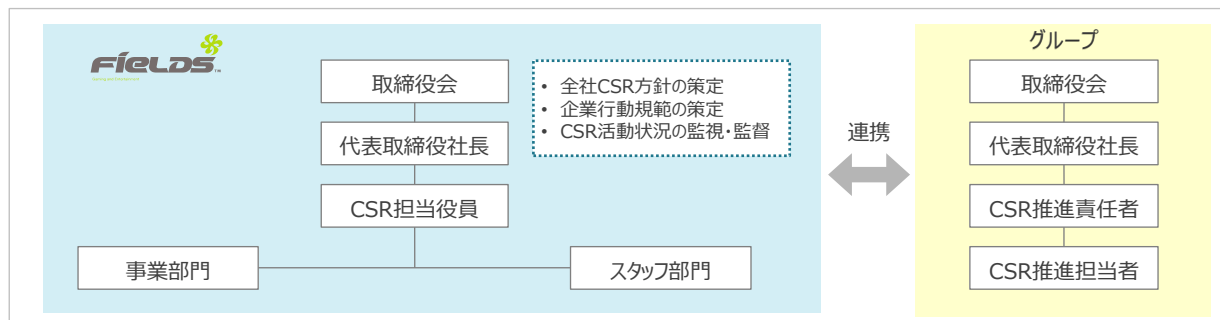 FIELDS
取締役会
代表取締役社長
CSR担当役員
事業部門
スタッフ部門
• 全社CSR方針の策定
• 企業行動規範の策定
• CSR活動状況の監視・監督
連携
グループ
取締役会
代表取締役社長
CSR推進責任者
CSR推進担当者